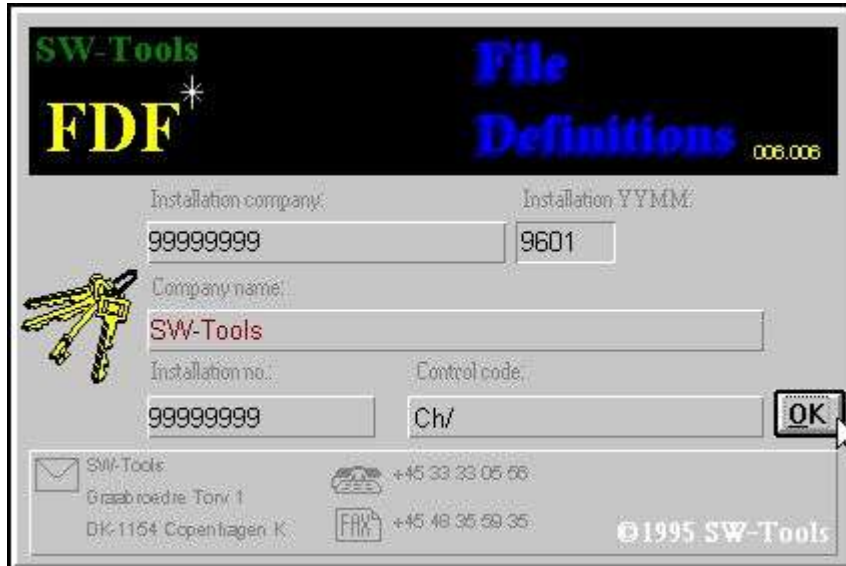 SW-Tools
File
FDF*
Definitions
006.006
Installation company:
Installation YYMM:
99999999
9601
Company name:
SW-Tools
Installation no.:
Control code:
99999999
Ch/
OK
SW-Tools
+45 33 33 05 56
Graabroedre Torv 1
DK-1154 Copenhagen K
FAX
+45 48 35 59 35
©1995 SW-Tools